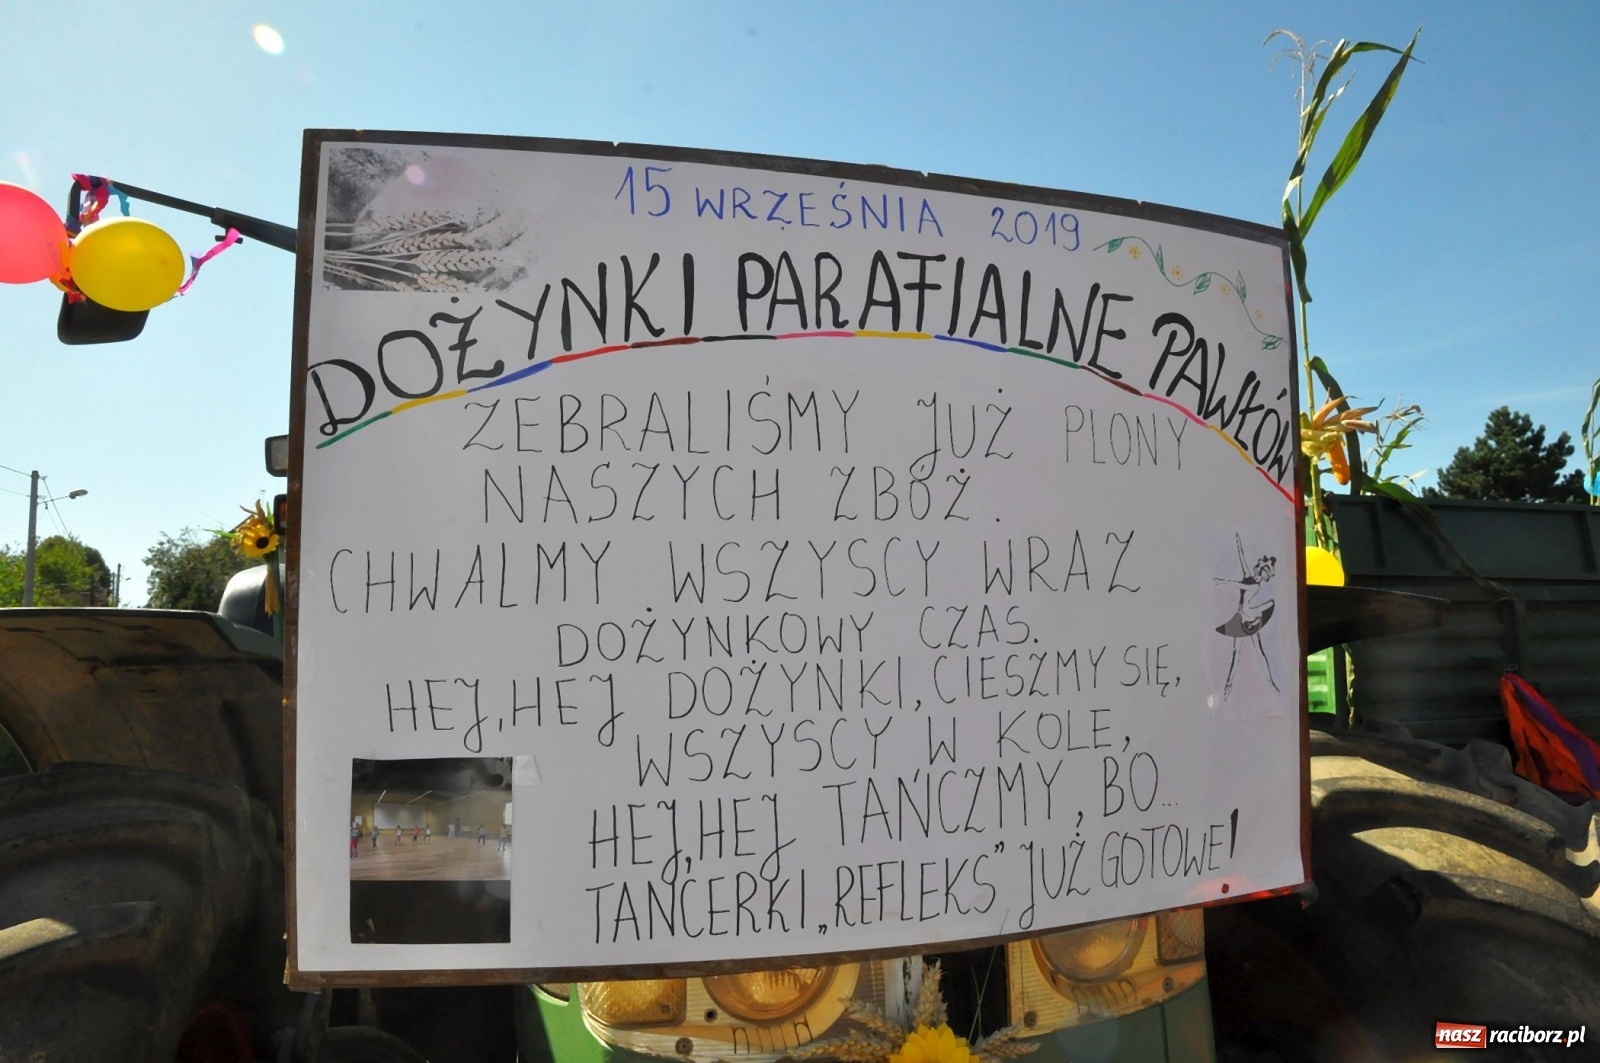 15 WRZEŚNIA 2019
DOŻYNKI PARAFIALNE PAWŁÓW
ZEBRALIŚMY JUŻ PLONY
NASZYCH ZBÓŻ.
CHWALMY WSZYSCY WRAZ
DOŻYNKOWY CZAS.
HEJ, HEJ DOŻYNKI, CIESZMY SIĘ,
WSZYSCY W KOLE,
HEJ, HEJ TAŃCZMY, BO...
TANCERKI „REFLEKS” JUŻ GOTOWE!
nasz raciborz.pl